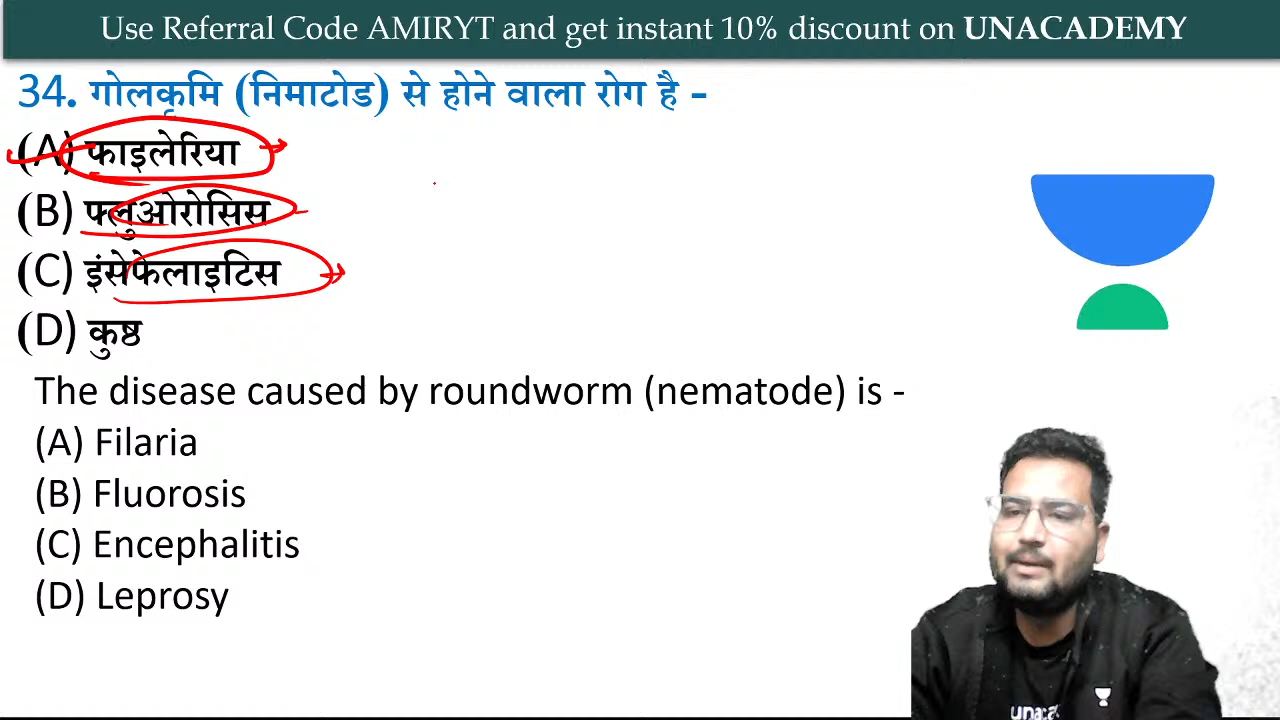 Use Referral Code AMIRYT and get instant 10% discount on UNACADEMY
34. गोलकृमि (निमाटोड) से होने वाला रोग है -
(A) फाइलेरिया
(B) फ्लुओरोसिस
(C) इंसेफेलाइटिस
(D) कुष्ठ
The disease caused by roundworm (nematode) is -
(A) Filaria
(B) Fluorosis
(C) Encephalitis
(D) Leprosy